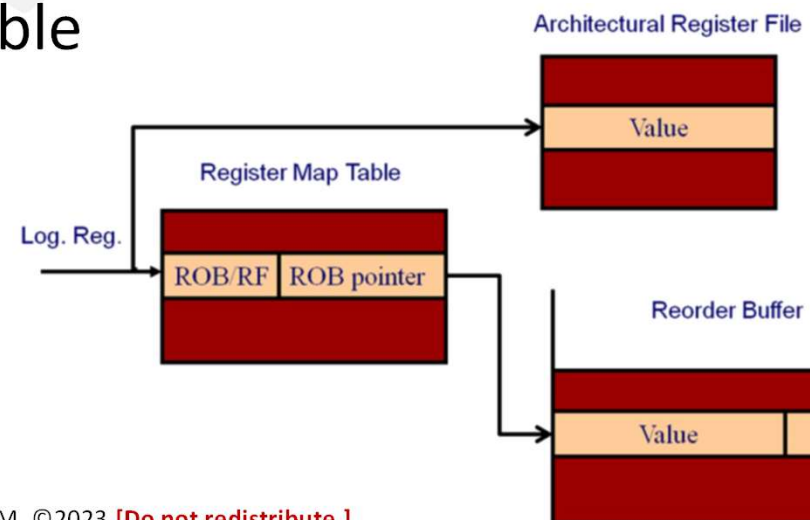 ble
Architectural Register File
Value
Register Map Table
Log. Reg.
ROB/RF
ROB pointer
Reorder Buffer
Value
M ©2023 [Do not redistribute ]